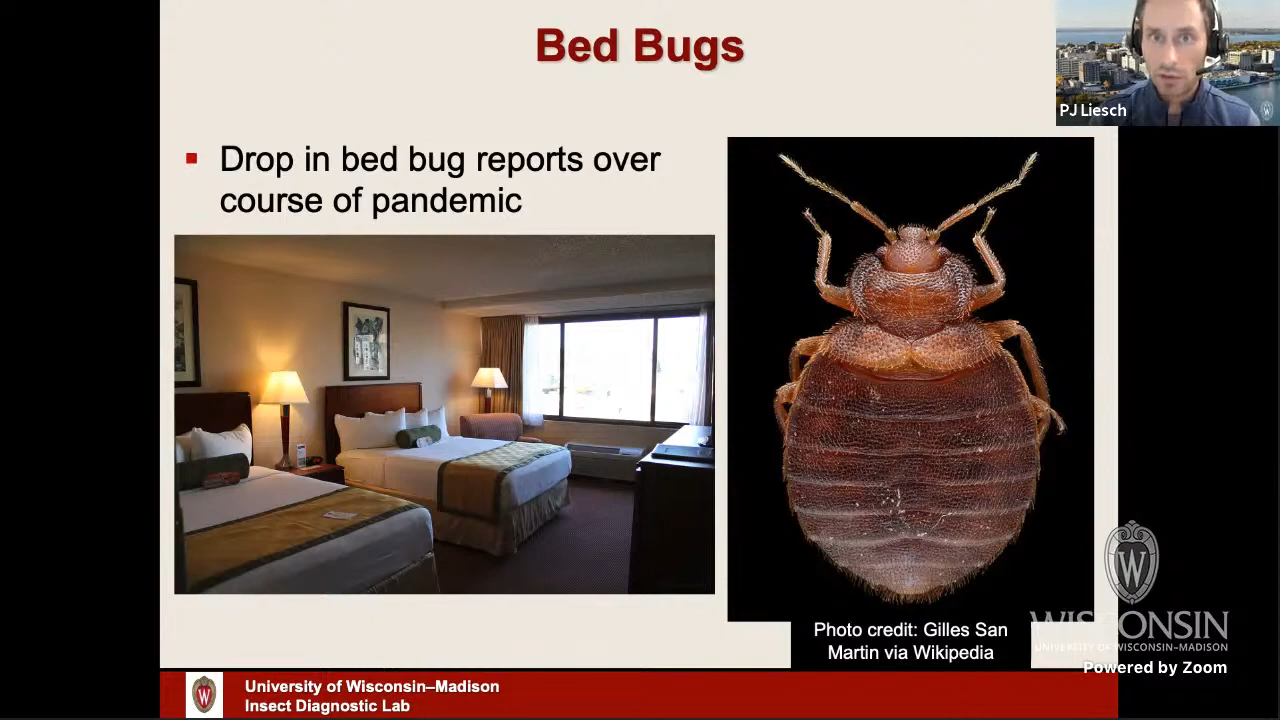 Bed Bugs
PJ Liesch
Drop in bed bug reports over
course of pandemic
Photo credit: Gilles San
Martin via Wikipedia
W
WISCONSIN
UNIVERSITY OF WISCONSIN–MADISON
Powered by Zoom
W
University of Wisconsin–Madison
Insect Diagnostic Lab